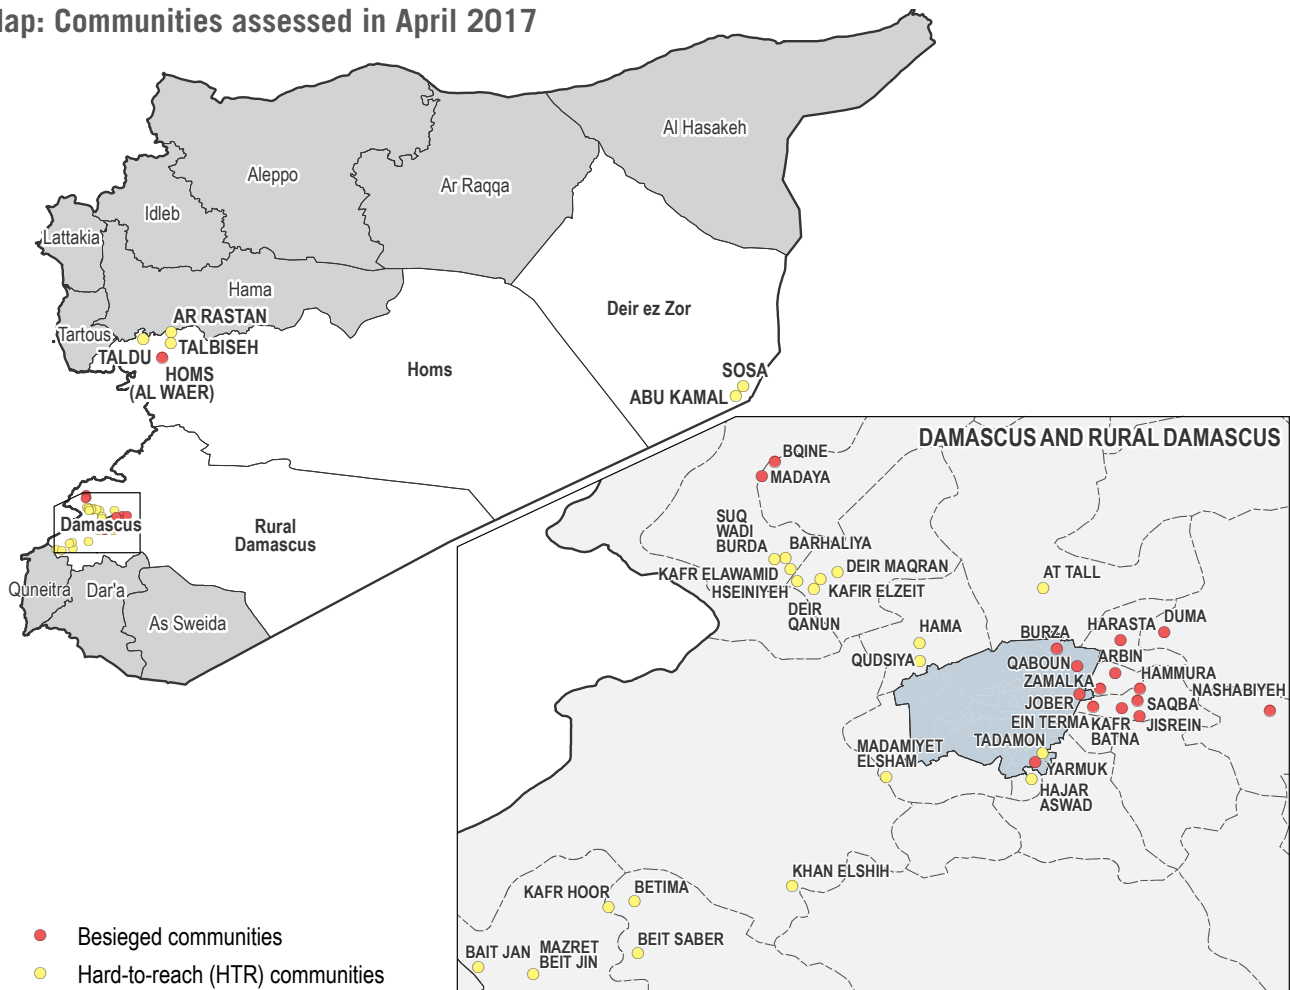 Map: Communities assessed in April 2017
Al Hasakeh
Aleppo
Ar Raqqa
Idleb
Lattakia
Hama
Deir ez Zor
AR RASTAN
Tartous
TALBISEH
TALDU
HOMS
(AL WAER)
Homs
SOSA
ABU KAMAL
Damascus
Rural
Damascus
Quneitra
Dar'a
As Sweida
DAMASCUS AND RURAL DAMASCUS
BQINE
MADAYA
SUQ
WADI
BURDA
BARHALIYA
KAFR ELAWAMID
DEIR MAQRAN
HSEINIYEH
KAFIR ELZEIT
DEIR
QANUN
AT TALL
HAMA
QUDSIYA
BURZA
HARASTA
DUMA
QABOUN
ARBIN
ZAMALKA
HAMMURA
NASHABIYEH
JOBER
SAQBA
EIN TERMA
KAFR
BATNA
JISREIN
TADAMON
MADAMIYET
ELSHAM
YARMUK
HAJAR
ASWAD
KHAN ELSHIH
KAFR HOOR
BETIMA
BEIT SABER
BAIT JAN
MAZRET
BEIT JIN
Besieged communities
Hard-to-reach (HTR) communities